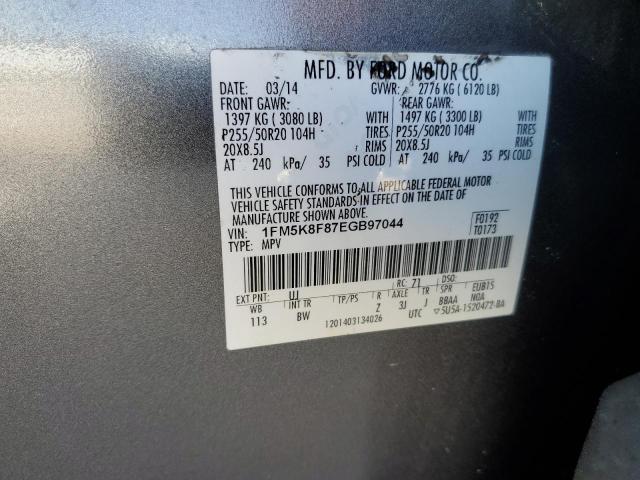 MFD. BY FORD MOTOR CO.
DATE: 03/14 GVWR: 2776 KG ( 6120 LB)
FRONT GAWR: REAR GAWR:
1397 KG ( 3080 LB) WITH 1497 KG ( 3300 LB) WITH
P255/50R20 104H TIRES P255/50R20 104H TIRES
20X8.5J RIMS 20X8.5J RIMS
AT 240 kPa/ 35 PSI COLD AT 240 kPa/ 35 PSI COLD
THIS VEHICLE CONFORMS TO ALL APPLICABLE FEDERAL MOTOR
VEHICLE SAFETY STANDARDS IN EFFECT ON THE DATE OF
MANUFACTURE SHOWN ABOVE.
VIN: 1FM5K8F87EGB97044 F0192
TYPE: MPV T0173
EXT PNT: UJ RC: 71 DSO:
WB INT TR TP/PS R AXLE TR SPR EUB15
113 BW Z 3J J BBAA NQA
1201403134026 UTC ▽5U5A-1520472-BA